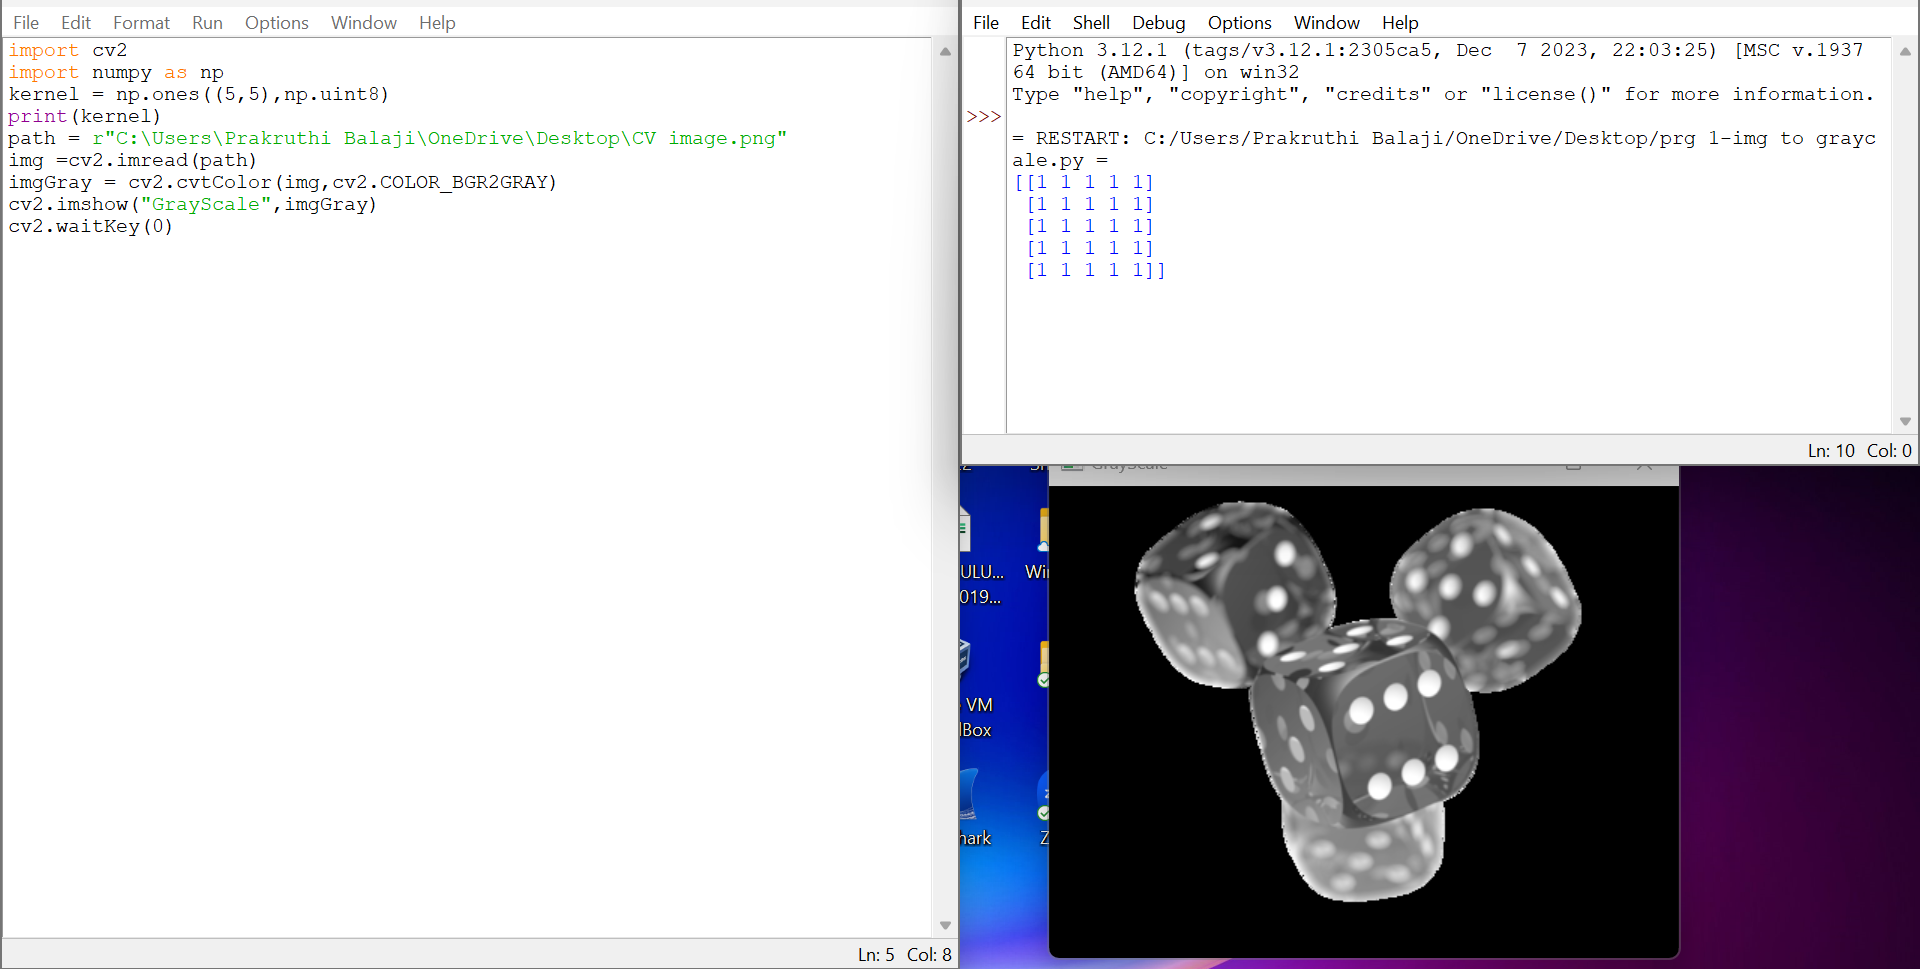 File Edit Format Run Options Window Help
import cv2
import numpy as np
kernel = np.ones((5,5),np.uint8)
print(kernel)
path = r"C:\Users\Prakruthi Balaji\OneDrive\Desktop\CV image.png"
img =cv2.imread(path)
imgGray = cv2.cvtColor(img,cv2.COLOR_BGR2GRAY)
cv2.imshow("GrayScale",imgGray)
cv2.waitKey(0)
Ln: 5 Col: 8
File Edit Shell Debug Options Window Help
Python 3.12.1 (tags/v3.12.1:2305ca5, Dec  7 2023, 22:03:25) [MSC v.1937
64 bit (AMD64)] on win32
Type "help", "copyright", "credits" or "license()" for more information.
>>>
= RESTART: C:/Users/Prakruthi Balaji/OneDrive/Desktop/prg 1-img to grayc
ale.py =
[[1 1 1 1 1]
 [1 1 1 1 1]
 [1 1 1 1 1]
 [1 1 1 1 1]
 [1 1 1 1 1]]
Ln: 10 Col: 0
GrayScale
ULU... Wi
019...
VM
lBox
hark Z